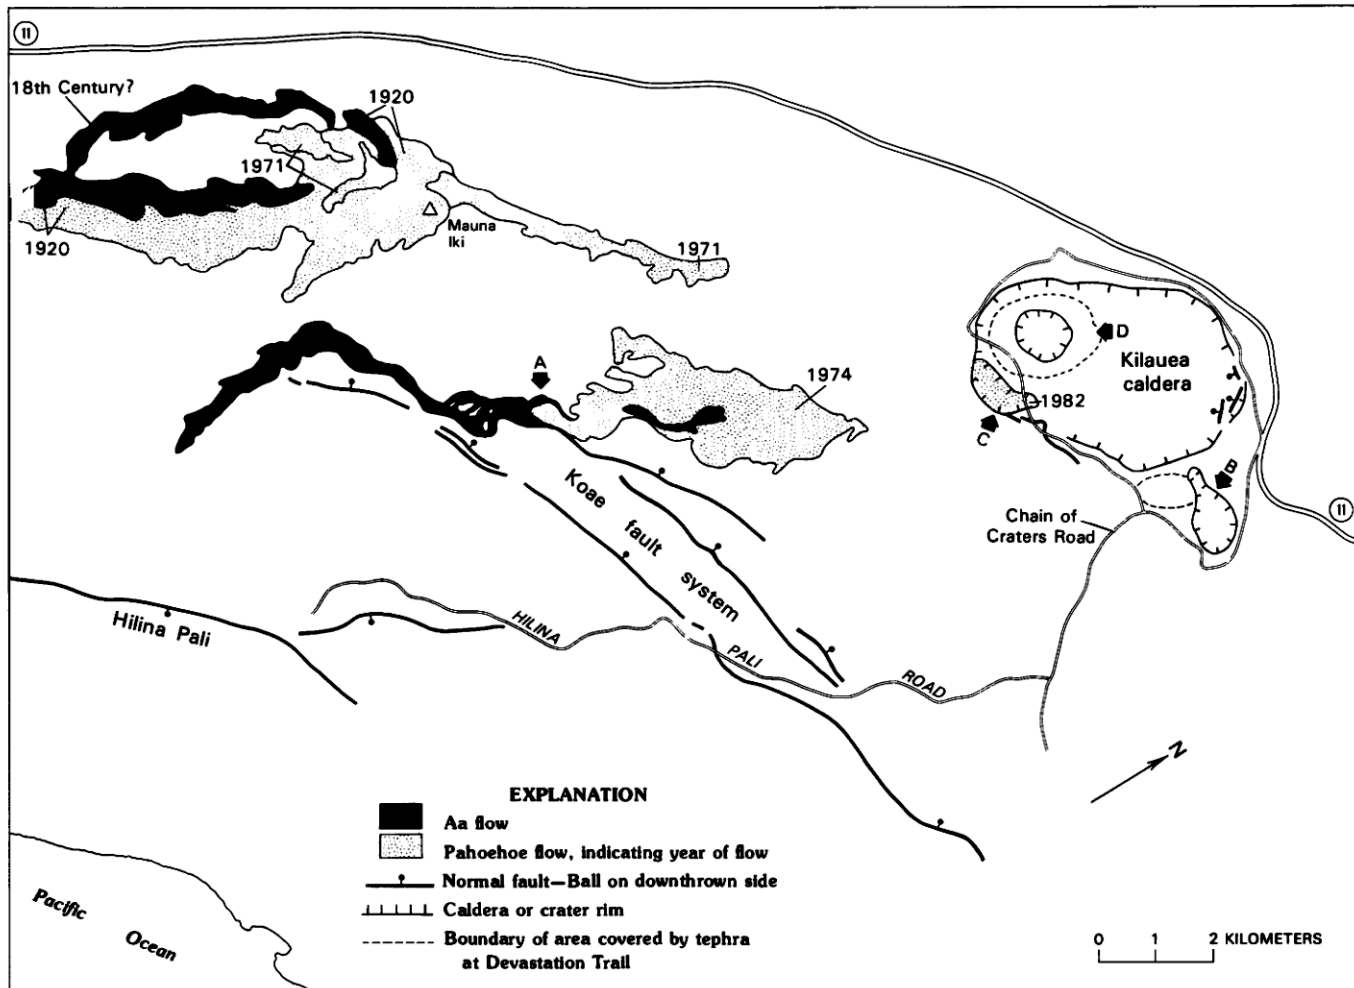 11
18th Century?
1920
1971
Mauna
Iki
1920
1971
D
Kilauea
caldera
A
1974
1982
C
B
Koae
fault
system
Chain of
Craters Road
11
Hilina Pali
HILINA
PALI
ROAD
N
EXPLANATION
Aa flow
Pahoehoe flow, indicating year of flow
Normal fault—Ball on downthrown side
Caldera or crater rim
Boundary of area covered by tephra
at Devastation Trail
Pacific
Ocean
0 1 2 KILOMETERS